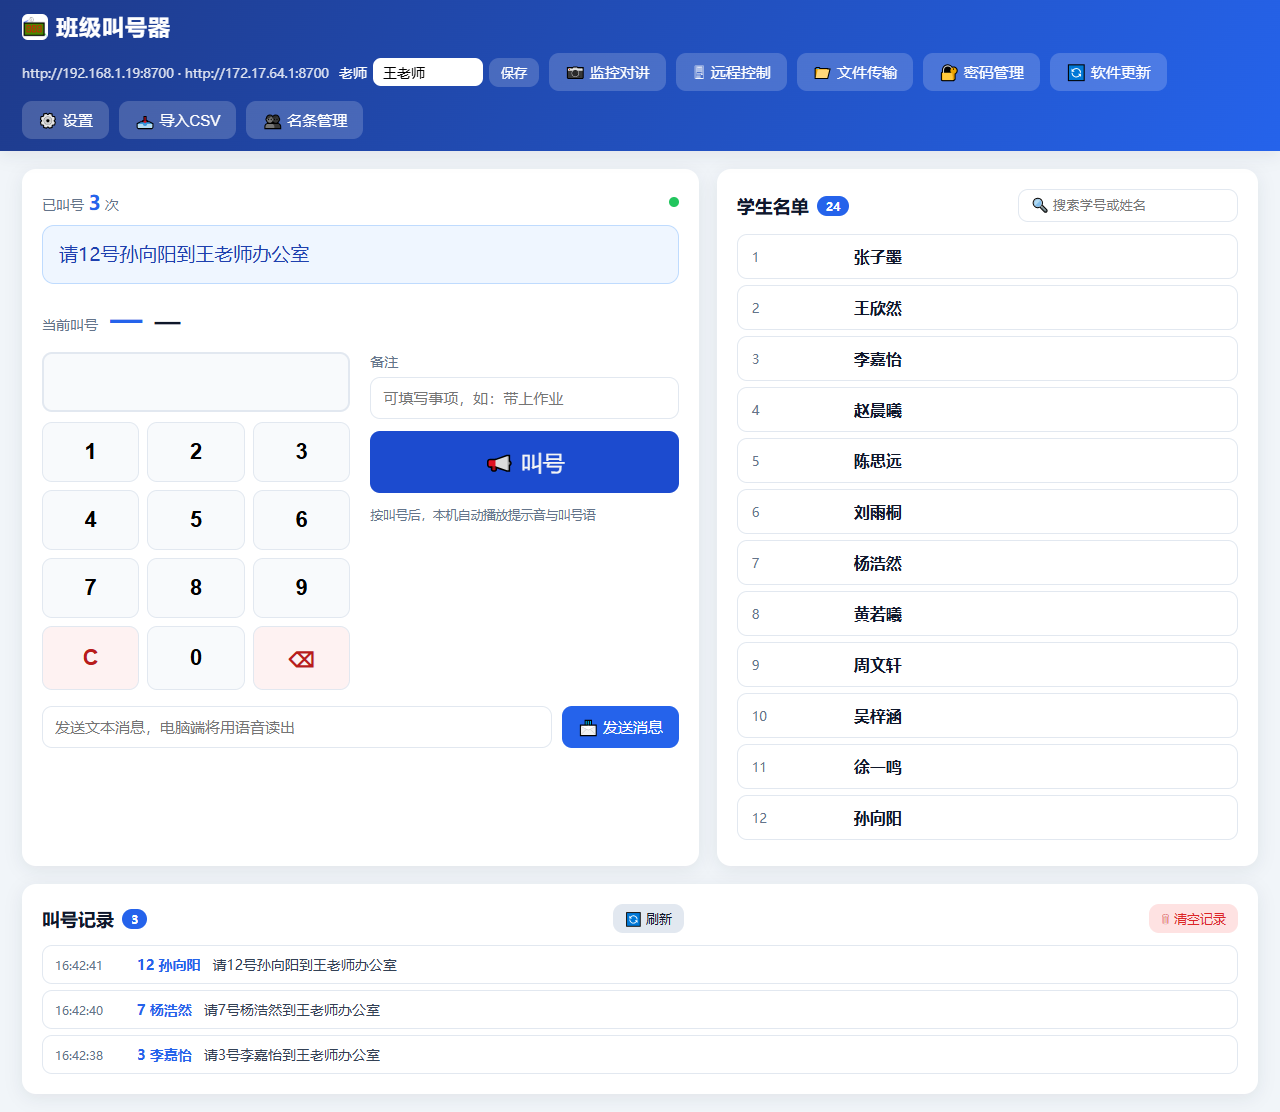 班级叫号器
http://192.168.1.19:8700 · http://172.17.64.1:8700 老师 王老师 保存 监控对讲 远程控制 文件传输 密码管理 软件更新
设置 导入CSV 名条管理
已叫号 3 次
请12号孙向阳到王老师办公室
当前叫号 — —
备注
可填写事项，如：带上作业
叫号
按叫号后，本机自动播放提示音与叫号语
1 2 3
4 5 6
7 8 9
C 0 ⌫
发送文本消息，电脑端将用语音读出 发送消息
学生名单 24 搜索学号或姓名
1 张子墨
2 王欣然
3 李嘉怡
4 赵晨曦
5 陈思远
6 刘雨桐
7 杨浩然
8 黄若曦
9 周文轩
10 吴梓涵
11 徐一鸣
12 孙向阳
叫号记录 3 刷新 清空记录
16:42:41 12 孙向阳 请12号孙向阳到王老师办公室
16:42:40 7 杨浩然 请7号杨浩然到王老师办公室
16:42:38 3 李嘉怡 请3号李嘉怡到王老师办公室